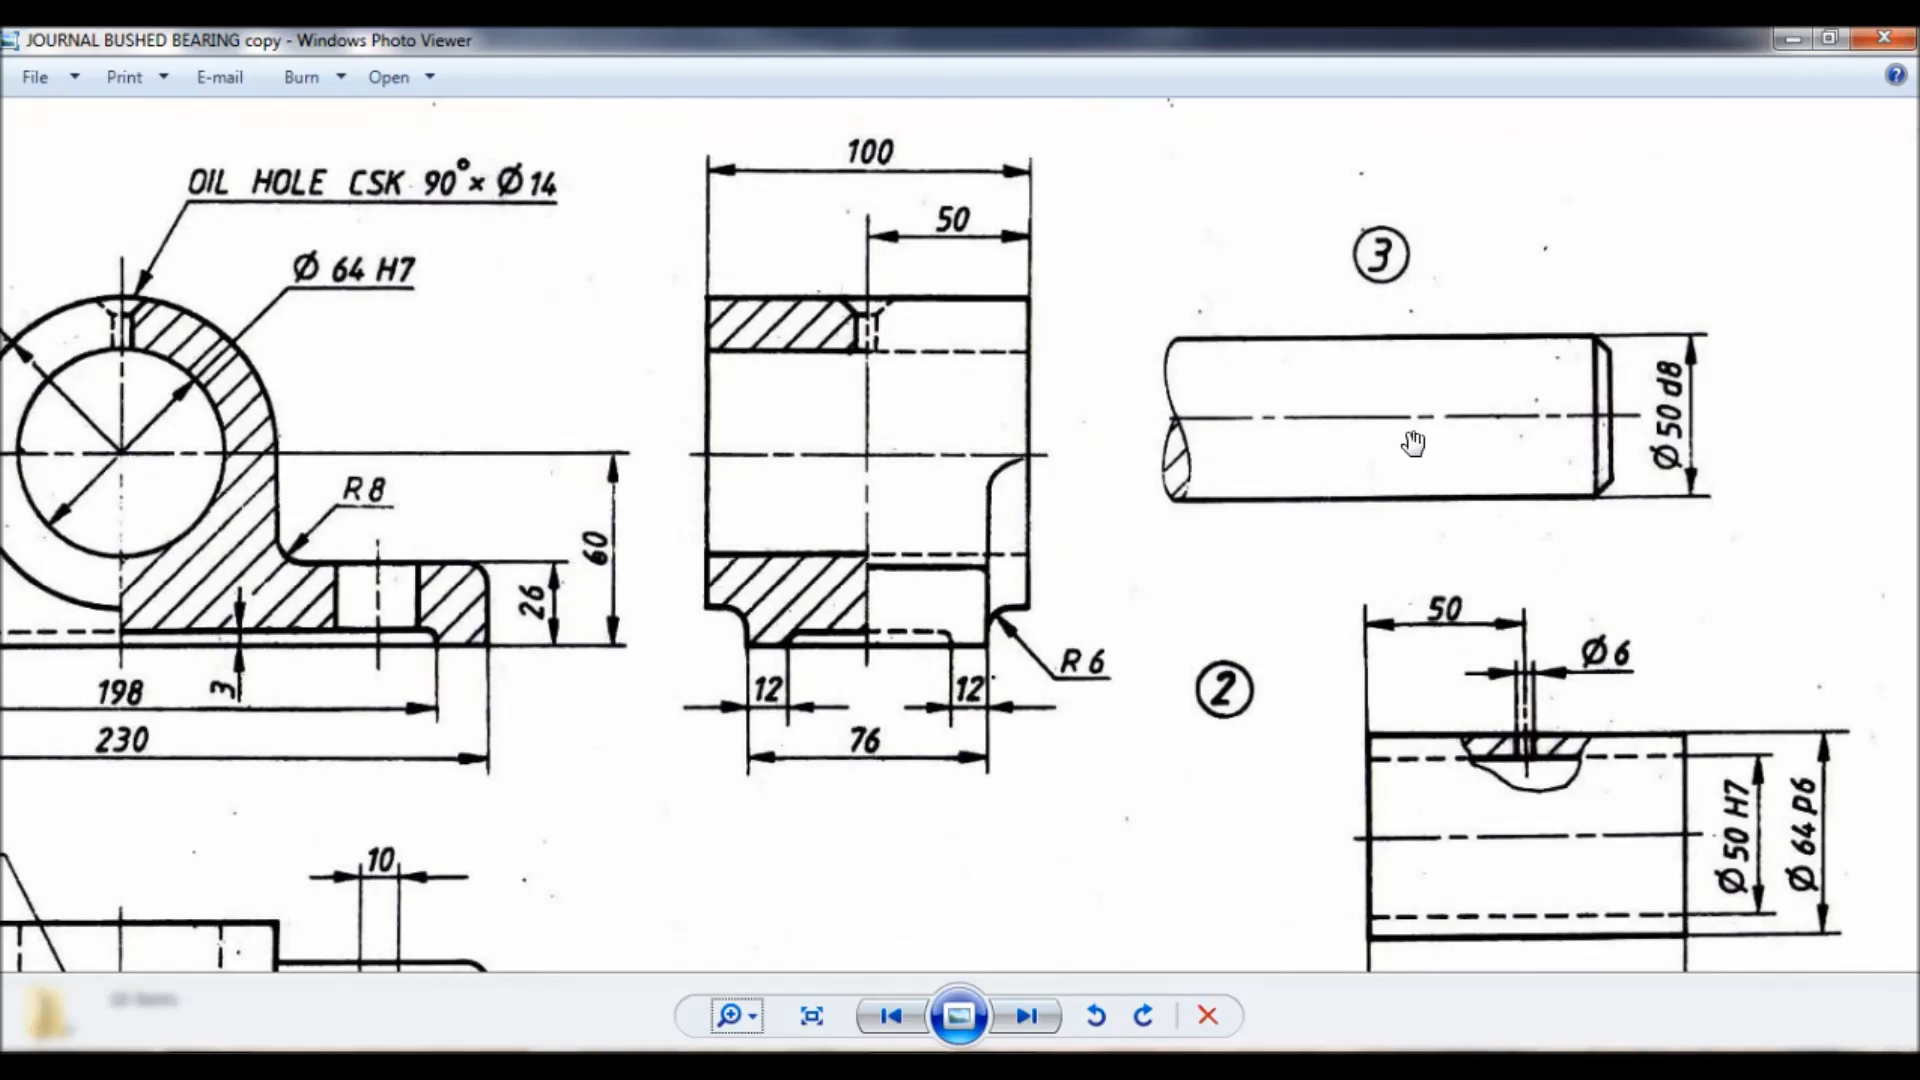 JOURNAL BUSHED BEARING copy - Windows Photo Viewer
File Print E-mail Burn Open
OIL HOLE CSK 90° × Ø 14
Ø 64 H7
R 8
60
26
3
198
230
10
100
50
R 6
12
12
76
3
Ø 50 d8
2
50
Ø 6
Ø 50 H7
Ø 64 p6